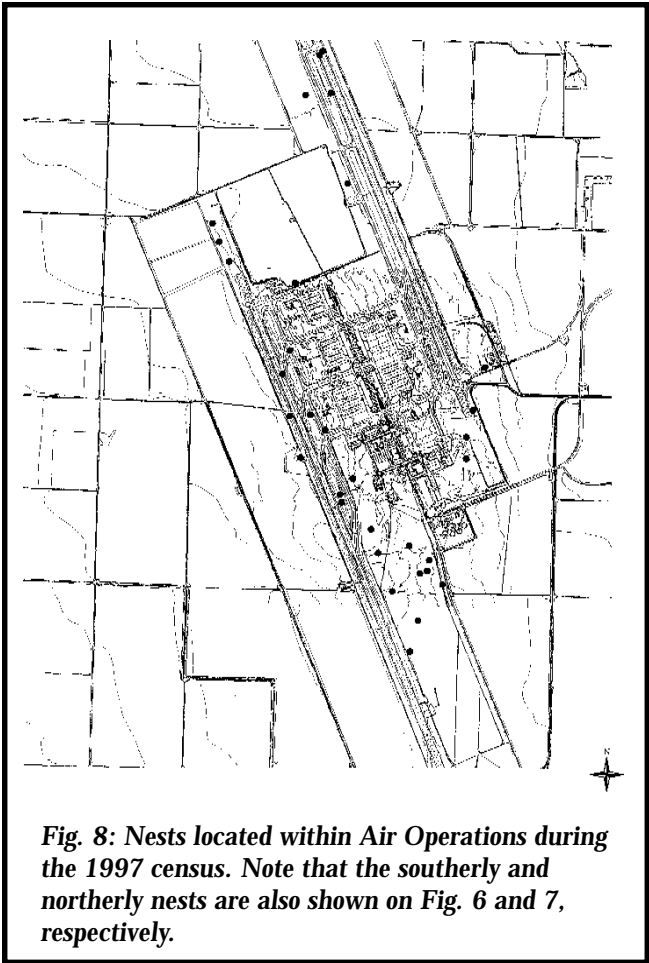 N
Fig. 8: Nests located within Air Operations during
the 1997 census. Note that the southerly and
northerly nests are also shown on Fig. 6 and 7,
respectively.